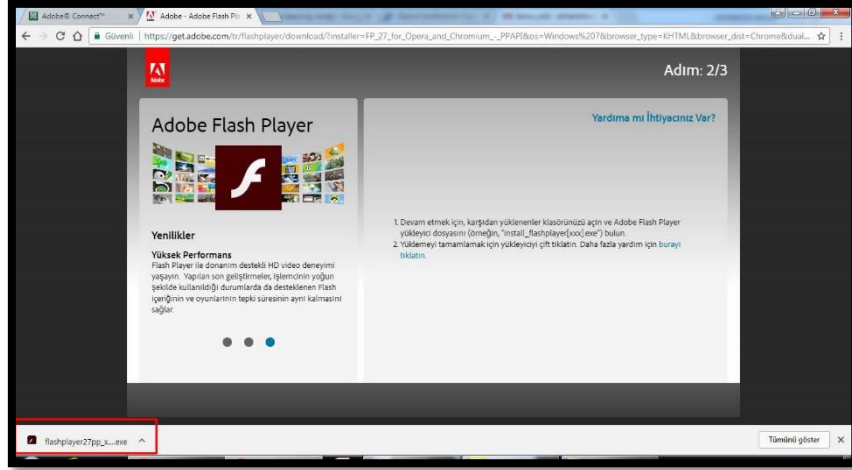 Adobe® Connect™
Adobe - Adobe Flash Pla
Güvenli | https://get.adobe.com/tr/flashplayer/download/?installer=FP_27_for_Opera_and_Chromium_-_PPAPI&os=Windows%207&browser_type=KHTML&browser_dist=Chrome&dual...
Adobe
Adım: 2/3
Adobe Flash Player
Yenilikler
Yüksek Performans
Flash Player ile donanım destekli HD video deneyimi
yaşayın. Yapılan son geliştirmeler, işlemcinin yoğun
şekilde kullanıldığı durumlarda da desteklenen Flash
içeriğinin ve oyunlarının tepki süresinin aynı kalmasını
sağlar.
Yardıma mı İhtiyacınız Var?
1. Devam etmek için, karşıdan yüklenenler klasörünüzü açın ve Adobe Flash Player
yükleyici dosyasını (örneğin, "install_flashplayer[xxx].exe") bulun.
2. Yüklemeyi tamamlamak için yükleyiciyi çift tıklatın. Daha fazla yardım için burayı
tıklatın.
flashplayer27pp_x....exe
Tümünü göster